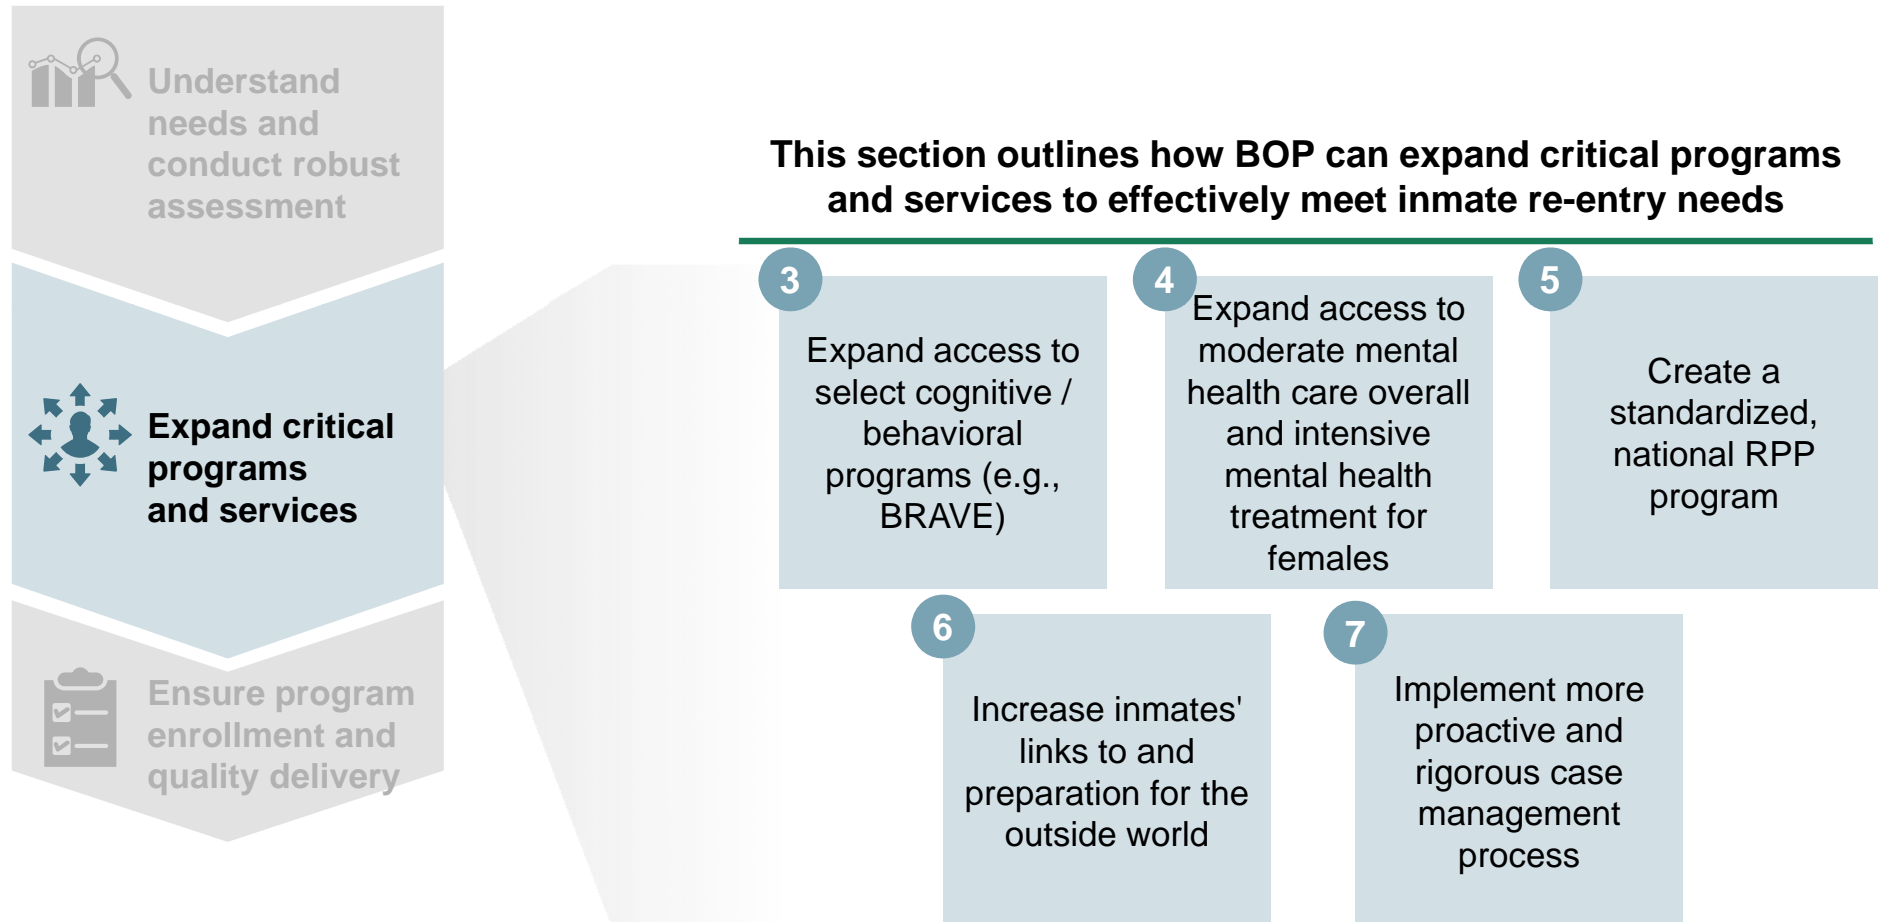 Understand
needs and
conduct robust
assessment
Expand critical
programs
and services
Ensure program
enrollment and
quality delivery
This section outlines how BOP can expand critical programs
and services to effectively meet inmate re-entry needs
3
Expand access to
select cognitive /
behavioral
programs (e.g.,
BRAVE)
4
Expand access to
moderate mental
health care overall
and intensive
mental health
treatment for
females
5
Create a
standardized,
national RPP
program
6
Increase inmates'
links to and
preparation for the
outside world
7
Implement more
proactive and
rigorous case
management
process